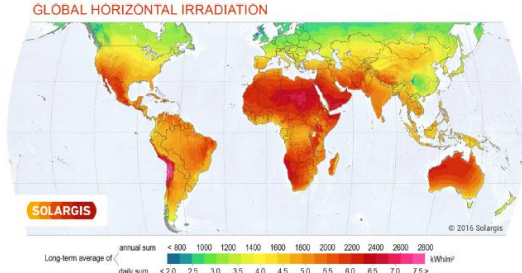 GLOBAL HORIZONTAL IRRADIATION
SOLARGIS
© 2016 Solargis
Long-term average of
annual sum < 800 1000 1200 1400 1600 1800 2000 2200 2400 2600 2800 kWh/m²
daily sum < 2.0 2.5 3.0 3.5 4.0 4.5 5.0 5.5 6.0 6.5 7.0 7.5 >